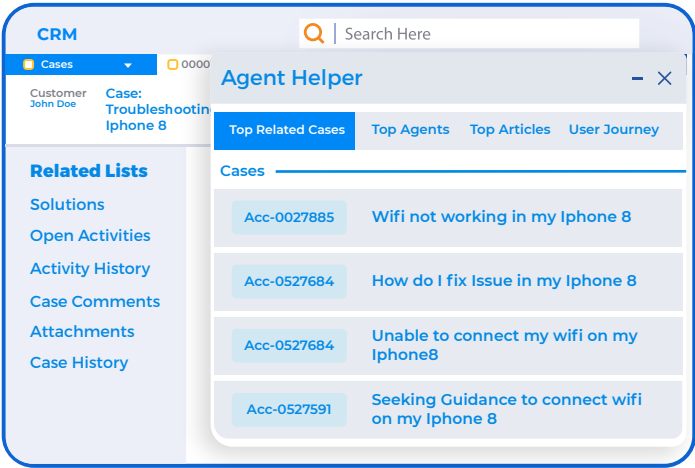 CRM
Search Here
Cases
0000
Customer
John Doe
Case:
Troubleshooting
Iphone 8
Related Lists
Solutions
Open Activities
Activity History
Case Comments
Attachments
Case History
Agent Helper
Top Related Cases
Top Agents
Top Articles
User Journey
Cases
Acc-0027885
Wifi not working in my Iphone 8
Acc-0527684
How do I fix Issue in my Iphone 8
Acc-0527684
Unable to connect my wifi on my
Iphone8
Acc-0527591
Seeking Guidance to connect wifi
on my Iphone 8